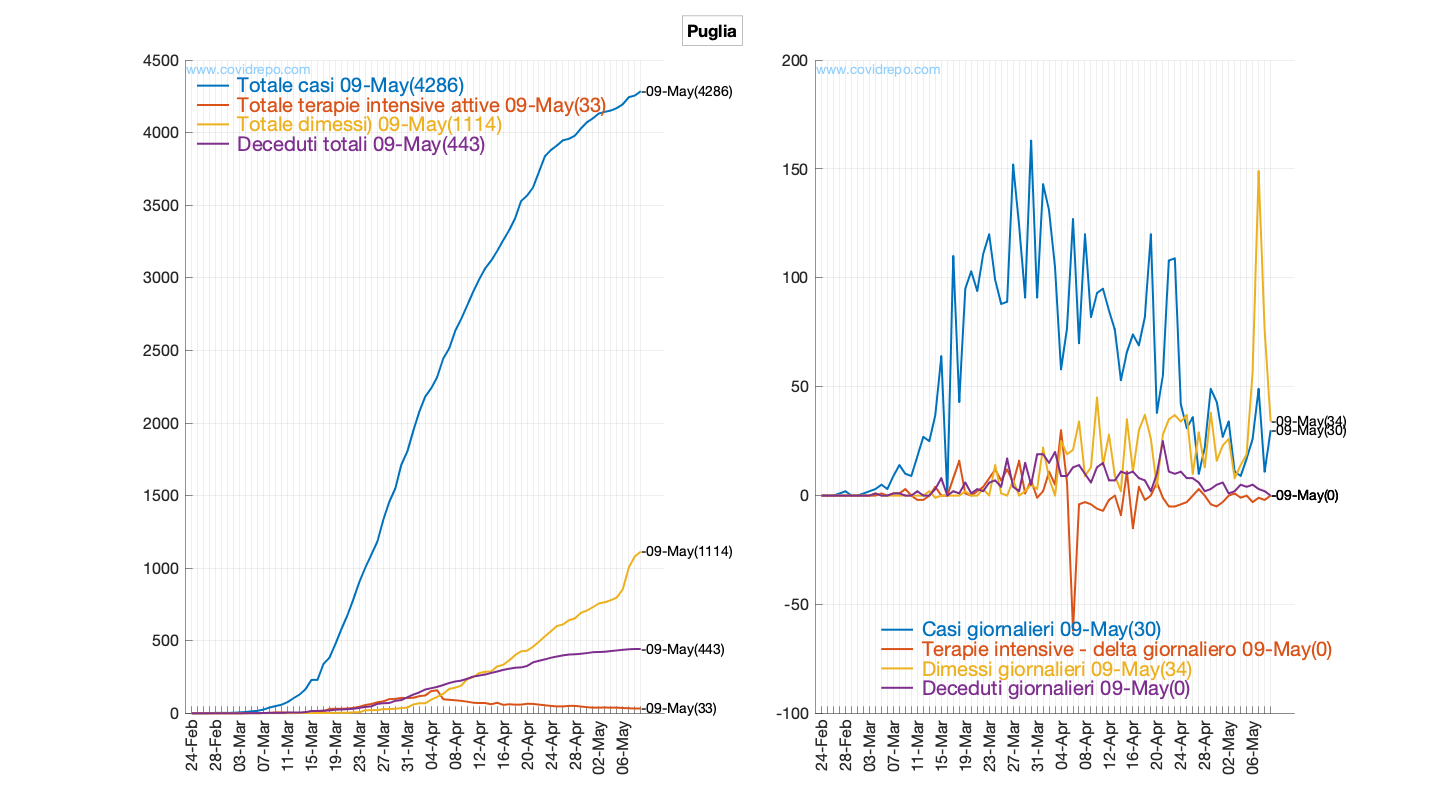 Puglia
4500
4000
3500
3000
2500
2000
1500
1000
500
0
www.covidrepo.com
Totale casi 09-May(4286)
Totale terapie intensive attive 09-May(33)
Totale dimessi) 09-May(1114)
Deceduti totali 09-May(443)
-09-May(4286)
-09-May(1114)
-09-May(443)
-09-May(33)
24-Feb
28-Feb
03-Mar
07-Mar
11-Mar
15-Mar
19-Mar
23-Mar
27-Mar
31-Mar
04-Apr
08-Apr
12-Apr
16-Apr
20-Apr
24-Apr
28-Apr
02-May
06-May
200
150
100
50
0
-50
-100
www.covidrepo.com
-09-May(34)
-09-May(30)
-09-May(0)
Casi giornalieri 09-May(30)
Terapie intensive - delta giornaliero 09-May(0)
Dimessi giornalieri 09-May(34)
Deceduti giornalieri 09-May(0)
24-Feb
28-Feb
03-Mar
07-Mar
11-Mar
15-Mar
19-Mar
23-Mar
27-Mar
31-Mar
04-Apr
08-Apr
12-Apr
16-Apr
20-Apr
24-Apr
28-Apr
02-May
06-May